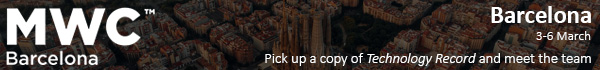 MWC™
Barcelona
Barcelona
3-6 March
Pick up a copy of Technology Record and meet the team